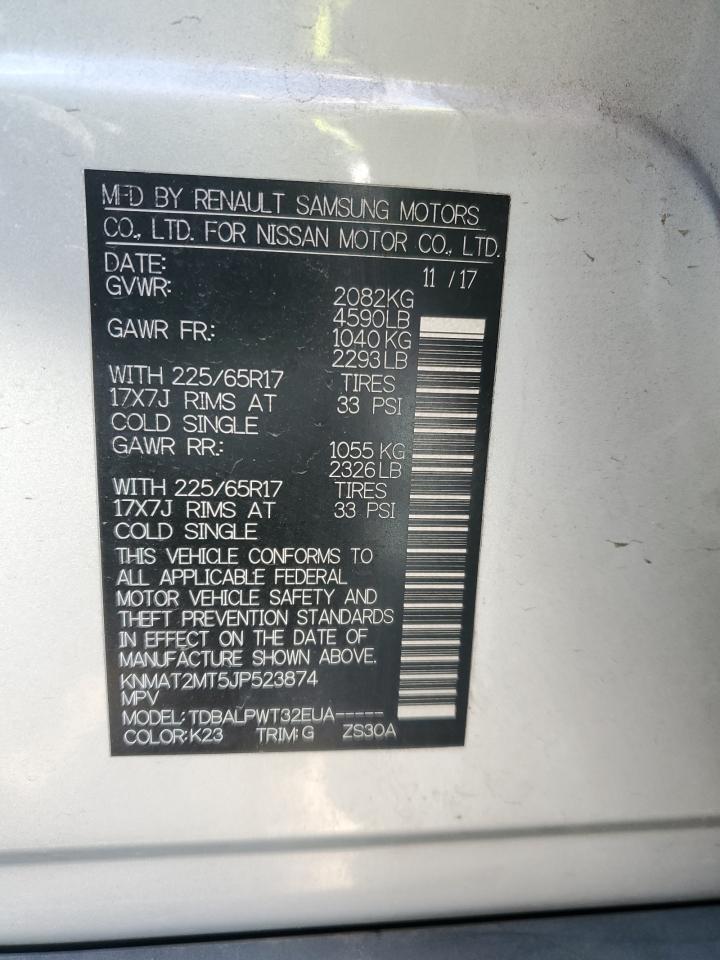 MFD BY RENAULT SAMSUNG MOTORS
CO., LTD. FOR NISSAN MOTOR CO., LTD.
DATE: 11 / 17
GVWR: 2082KG
4590LB
GAWR FR.: 1040 KG
2293LB
WITH 225/65R17 TIRES
17X7J RIMS AT 33 PSI
COLD SINGLE
GAWR RR.: 1055 KG
2326LB
WITH 225/65R17 TIRES
17X7J RIMS AT 33 PSI
COLD SINGLE
THIS VEHICLE CONFORMS TO
ALL APPLICABLE FEDERAL
MOTOR VEHICLE SAFETY AND
THEFT PREVENTION STANDARDS
IN EFFECT ON THE DATE OF
MANUFACTURE SHOWN ABOVE.
KNMAT2MT5JP523874
MPV
MODEL: TDBALPWT32EUA-----
COLOR: K23 TRIM: G ZS30A